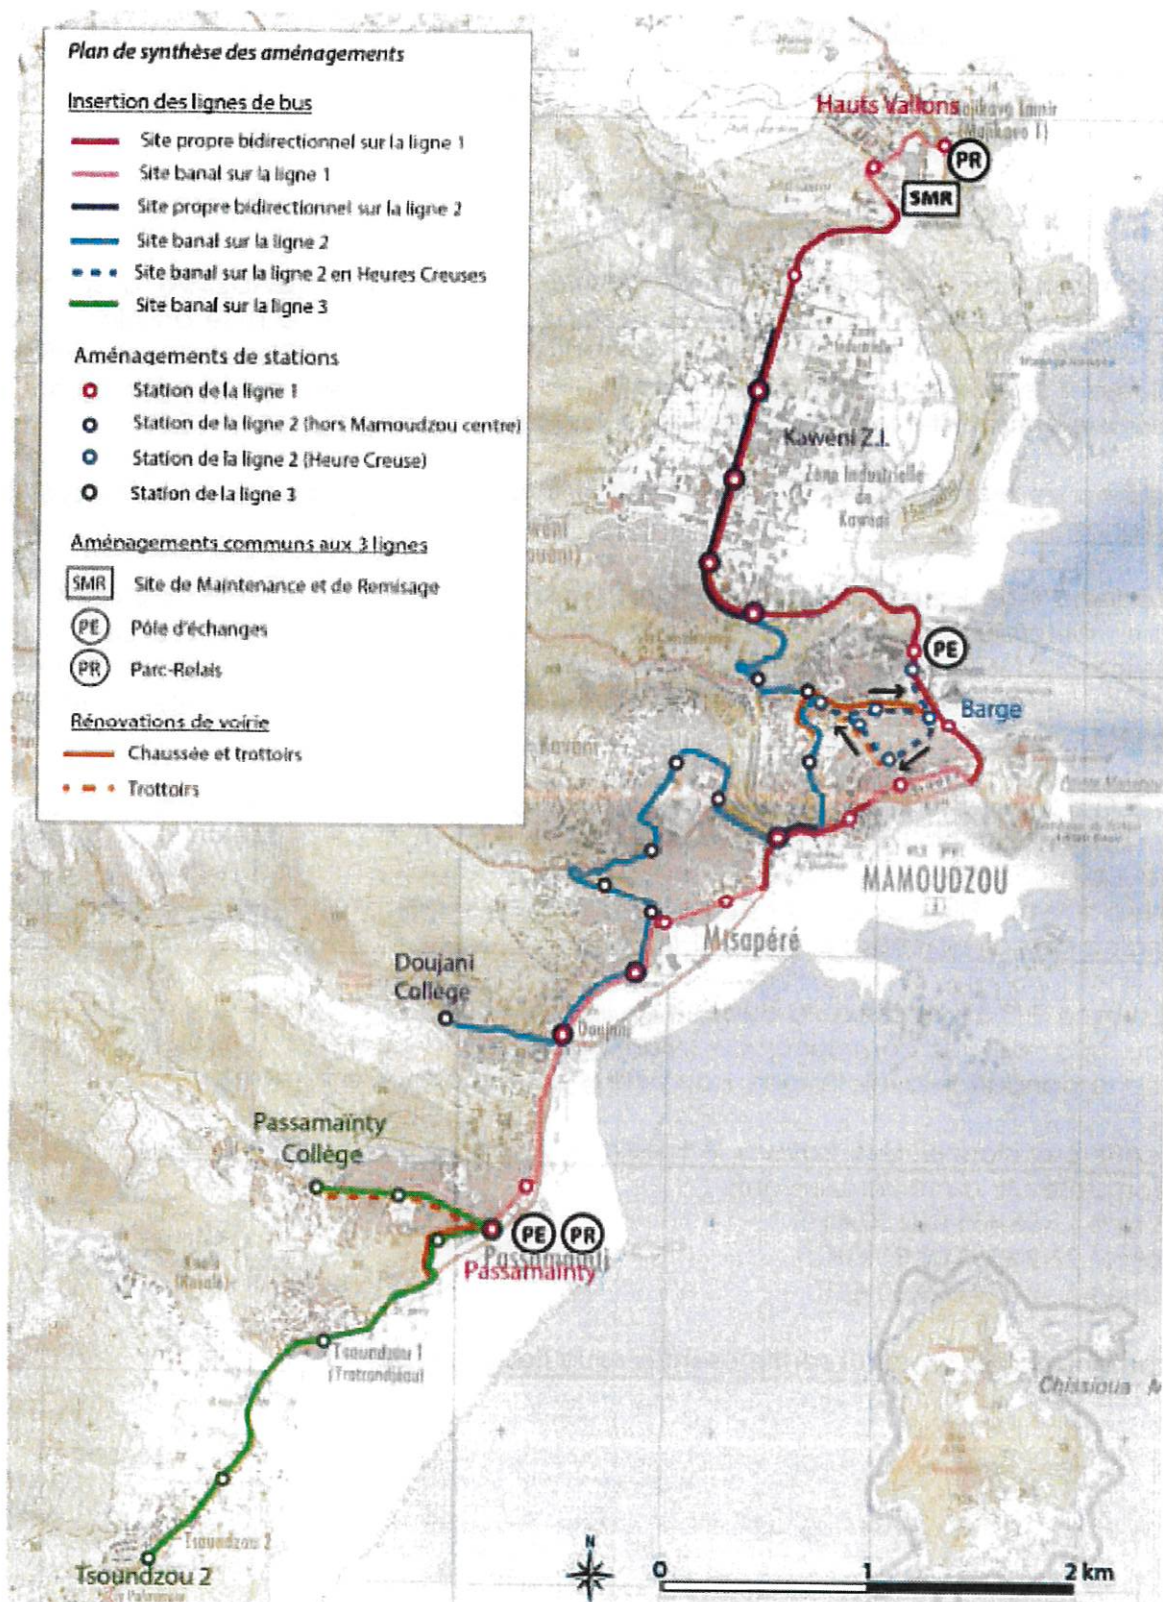 Plan de synthèse des aménagements
Insertion des lignes de bus
Site propre bidirectionnel sur la ligne 1
Site banal sur la ligne 1
Site propre bidirectionnel sur la ligne 2
Site banal sur la ligne 2
Site banal sur la ligne 2 en Heures Creuses
Site banal sur la ligne 3
Aménagements de stations
Station de la ligne 1
Station de la ligne 2 (hors Mamoudzou centre)
Station de la ligne 2 (Heure Creuse)
Station de la ligne 3
Aménagements communs aux 3 lignes
SMR Site de Maintenance et de Remisage
PE Pôle d'échanges
PR Parc-Relais
Rénovations de voirie
Chaussée et trottoirs
Trottoirs
Hauts Vallons
PR
SMR
Kawéni Z.I.
Zone Industrielle
de
Kawéni
PE
Barge
MAMOUDZOU
Msapéré
Doujani
Collège
Doujani
Passamaïnty
Collège
PE PR
Passamainty
Tsoundzou 1
Chissioua
Tsoundzou 2
Tsoundzou 2
N
0 1 2 km